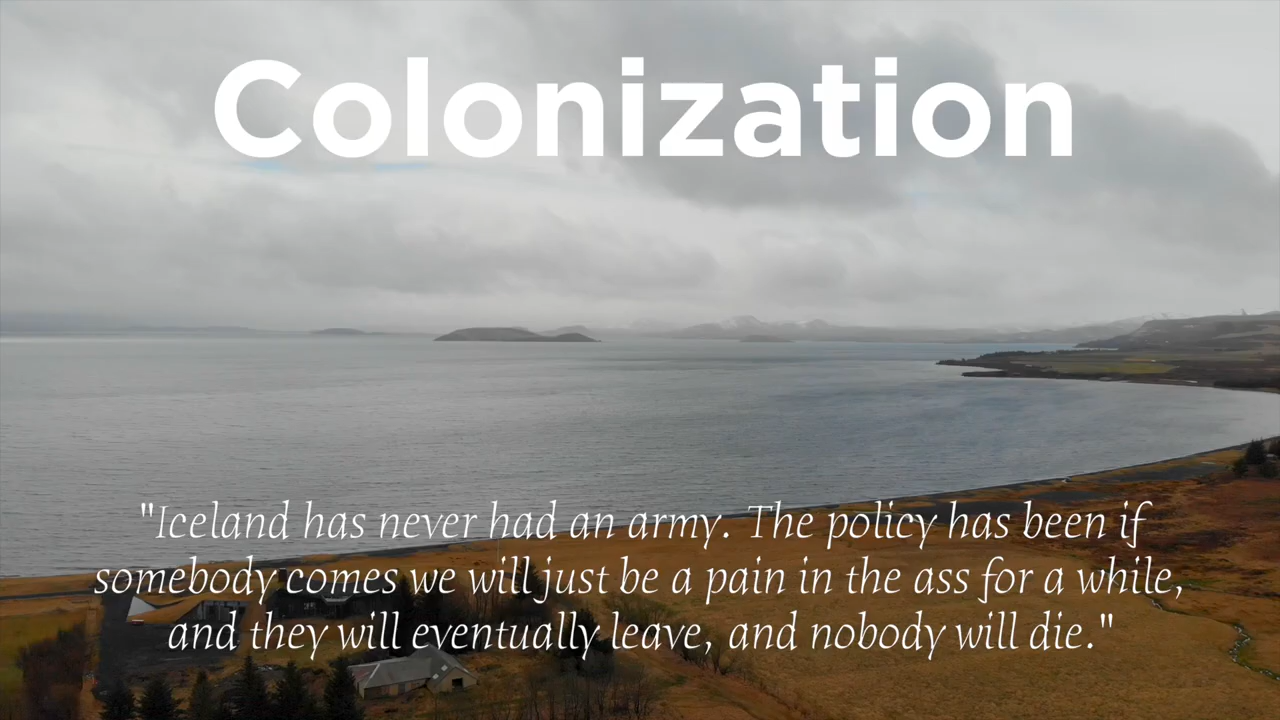 Colonization
"Iceland has never had an army. The policy has been if
somebody comes we will just be a pain in the ass for a while,
and they will eventually leave, and nobody will die."